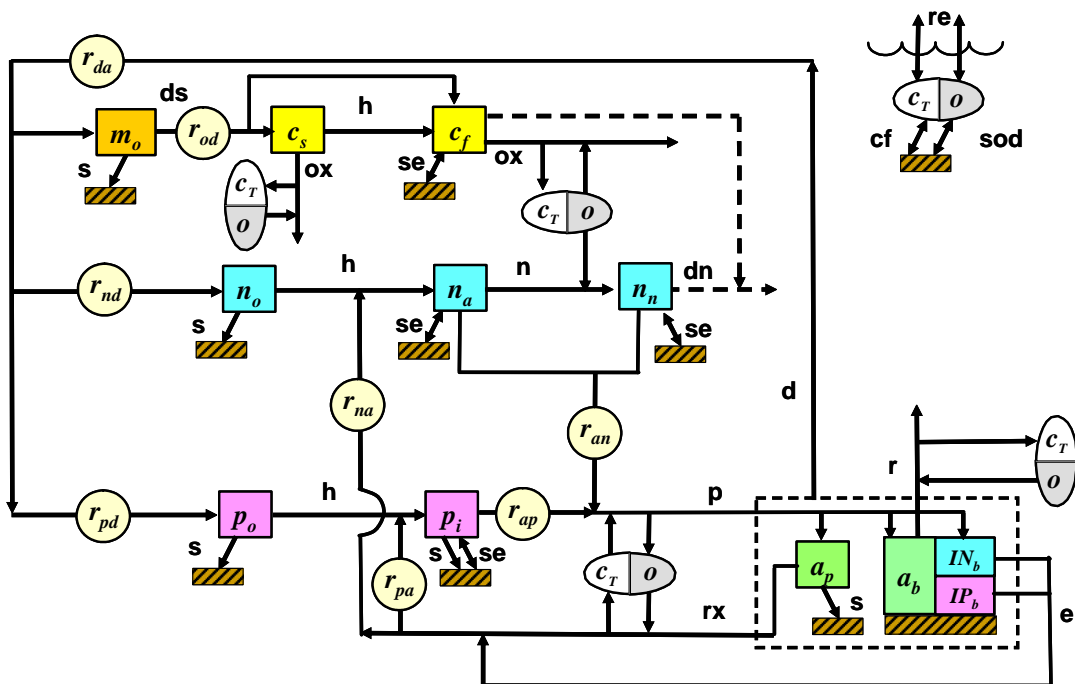 re
r_da
ds
h
c_T o
m_o
r_od
c_s
c_f
ox
cf
sod
s
ox
se
c_T
o
c_T o
r_nd
h
n
dn
n_o
n_a
n_n
s
se
se
r_na
d
r_an
r
c_T
o
h
p
r_pd
p_o
p_i
r_ap
s
s
se
r_pa
c_T o
a_p
a_b
IN_b
IP_b
s
rx
e